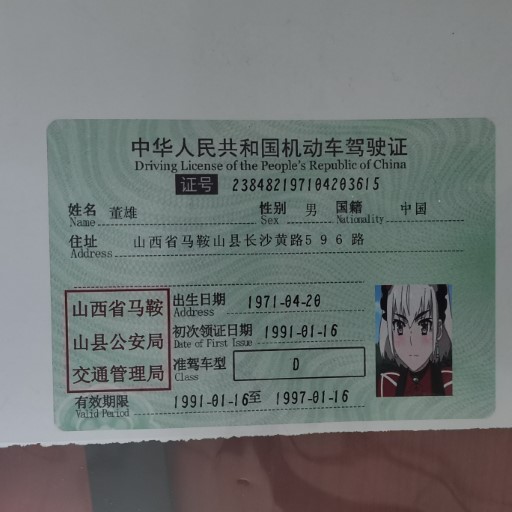 中华人民共和国机动车驾驶证
Driving License of the People's Republic of China
证号 238482197104203615
姓名 董雄 性别 男 国籍 中国
Name Sex Nationality
住址 山西省马鞍山县长沙黄路596路
Address
山西省马鞍
山县公安局
交通管理局
出生日期 1971-04-20
Address
初次领证日期 1991-01-16
Date of First Issue
准驾车型 D
Class
有效期限 1991-01-16至 1997-01-16
Valid Period